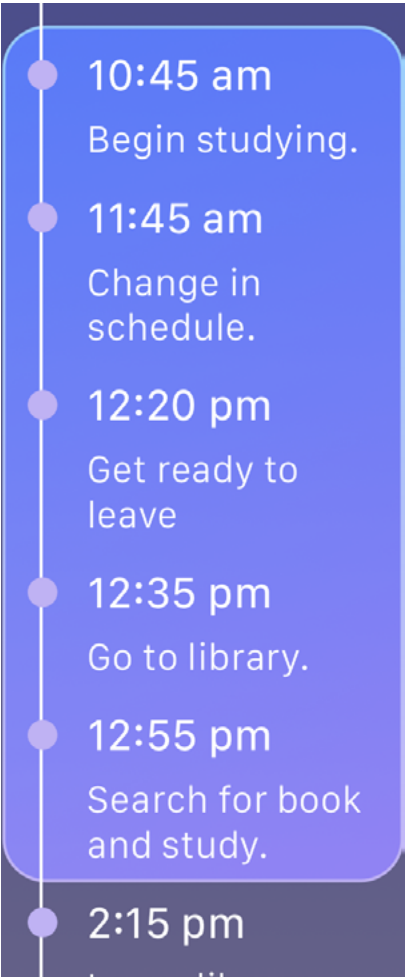 10:45 am
Begin studying.
11:45 am
Change in
schedule.
12:20 pm
Get ready to
leave
12:35 pm
Go to library.
12:55 pm
Search for book
and study.
2:15 pm